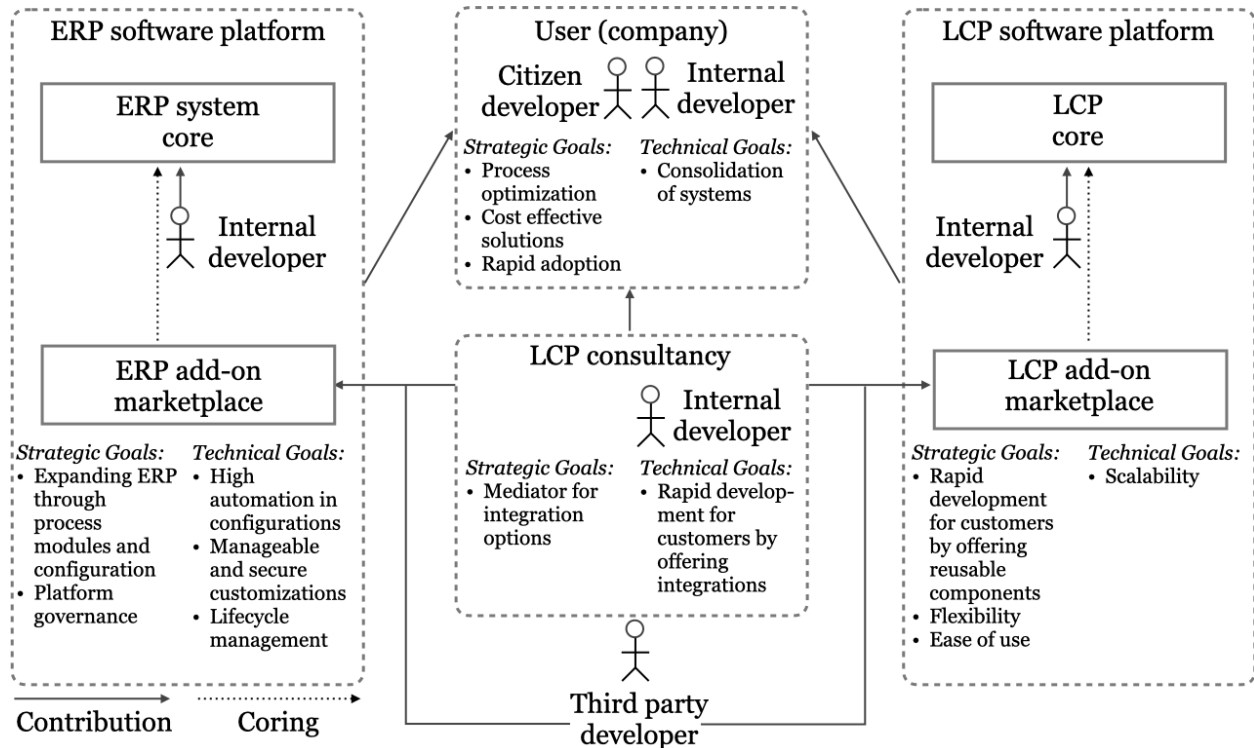 ERP software platform
ERP system
core
Internal
developer
ERP add-on
marketplace
Strategic Goals:
• Expanding ERP
through
process
modules and
configuration
• Platform
governance
Technical Goals:
• High
automation in
configurations
• Manageable
and secure
customizations
• Lifecycle
management
Contribution
Coring
User (company)
Citizen
developer
Internal
developer
Strategic Goals:
• Process
optimization
• Cost effective
solutions
• Rapid adoption
Technical Goals:
• Consolidation
of systems
LCP consultancy
Internal
developer
Strategic Goals:
• Mediator for
integration
options
Technical Goals:
• Rapid develop-
ment for
customers by
offering
integrations
Third party
developer
LCP software platform
LCP
core
Internal
developer
LCP add-on
marketplace
Strategic Goals:
• Rapid
development
for customers
by offering
reusable
components
• Flexibility
• Ease of use
Technical Goals:
• Scalability